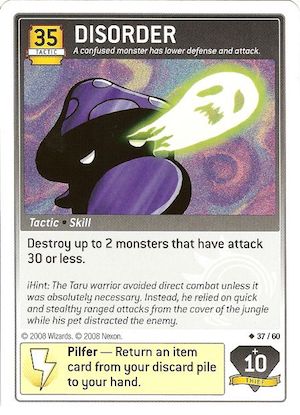 35
TACTIC
DISORDER
A confused monster has lower defense and attack.
Tactic • Skill
Destroy up to 2 monsters that have attack
30 or less.
iHint: The Taru warrior avoided direct combat unless it
was absolutely necessary. Instead, he relied on quick
and stealthy ranged attacks from the cover of the jungle
while his pet distracted the enemy.
© 2008 Wizards. © 2008 Nexon.
◆ 37 / 60
Pilfer — Return an item
card from your discard pile
to your hand.
+
10
THIEF